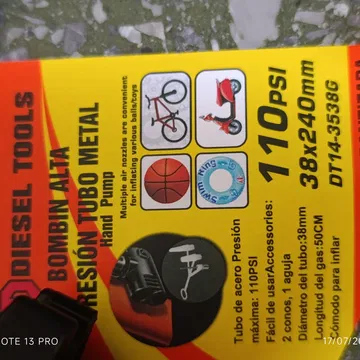 DIESEL TOOLS
BOMBIN ALTA
RESIÓN TUBO METAL
Hand Pump
Multiple air nozzles are convenient
for inflating various balls/toys
Swim Ring
110PSI
38x240mm
DT14-3538G
Tubo de acero Presión
máxima: 110PSI
Fácil de usarAccessories:
2 conos, 1 aguja
Diámetro del tubo:38mm
Longitud del gas:50CM
Cómodo para inflar
OTE 13 PRO
17/07/20